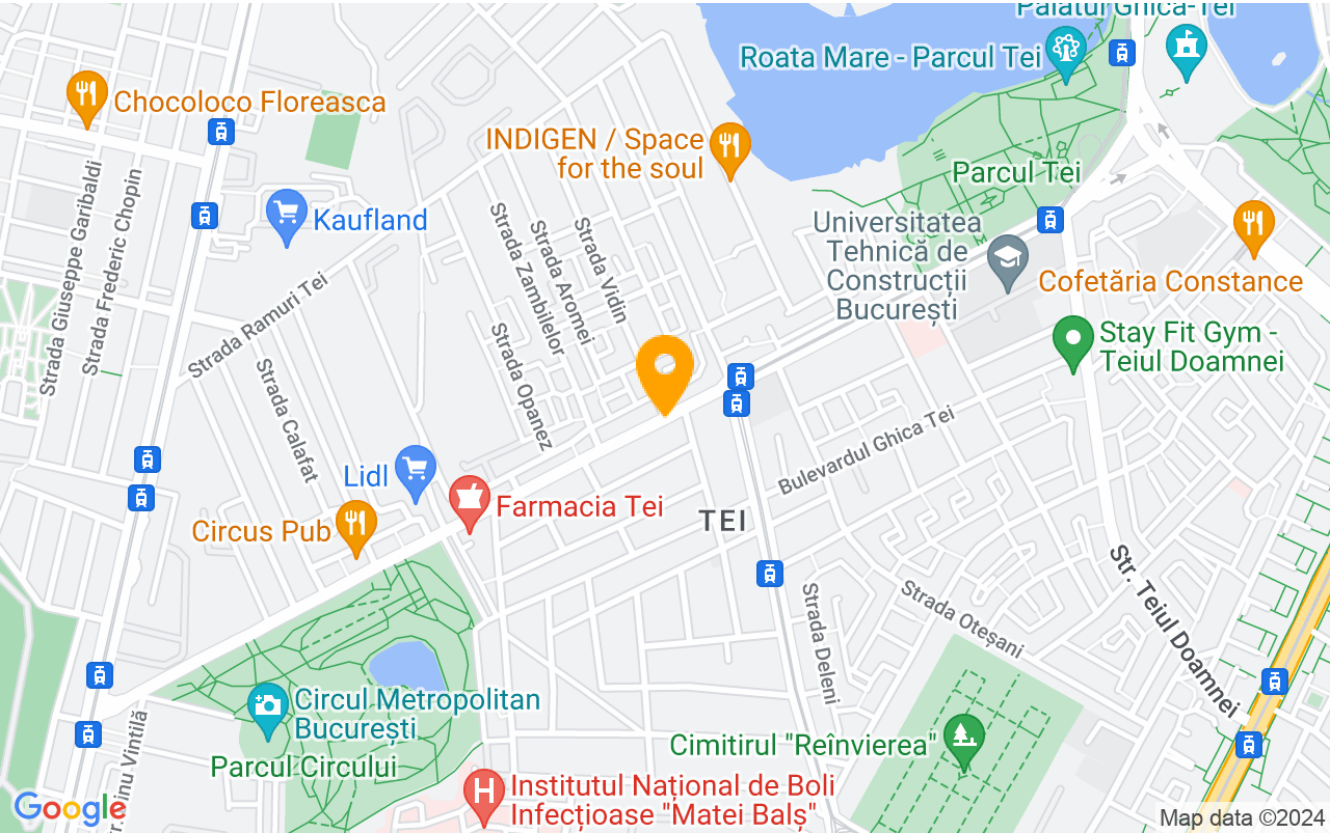 Palatul Ghica-Tei
Roata Mare - Parcul Tei
Chocoloco Floreasca
INDIGEN / Space
for the soul
Parcul Tei
Kaufland
Strada Giuseppe Garibaldi
Strada Frederic Chopin
Strada Zambilelor
Strada Aromei
Strada Vidin
Universitatea
Tehnică de
Construcții
București
Cofetăria Constance
Strada Ramuri Tei
Stay Fit Gym -
Teiul Doamnei
Strada Opanez
Strada Calafat
Bulevardul Ghica Tei
Lidl
Farmacia Tei
TEI
Circus Pub
Str. Teiul Doamnei
Strada Oteșani
Strada Deleni
Circul Metropolitan
București
Parcul Circului
Cimitirul "Reînvierea"
H
Institutul Național de Boli
Infecțioase "Matei Balș"
Dinu Vintilă
Google
Map data ©2024